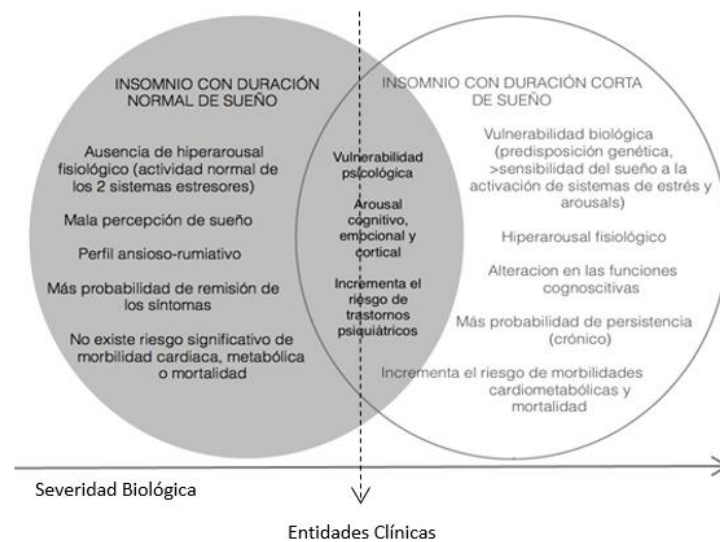 INSOMNIO CON DURACIÓN
NORMAL DE SUEÑO
Ausencia de hiperarousal
fisiológico (actividad normal de
los 2 sistemas estresores)
Mala percepción de sueño
Perfil ansioso-rumiativo
Más probabilidad de remisión de
los síntomas
No existe riesgo significativo de
morbilidad cardiaca, metabólica
o mortalidad
Vulnerabilidad
psicológica
Arousal
cognitivo,
emocional y
cortical
Incrementa el
riesgo de
trastornos
psiquiátricos
INSOMNIO CON DURACIÓN CORTA
DE SUEÑO
Vulnerabilidad biológica
(predisposición genética,
>sensibilidad del sueño a la
activación de sistemas de estrés y
arousals)
Hiperarousal fisiológico
Alteracion en las funciones
cognoscitivas
Más probabilidad de persistencia
(crónico)
Incrementa el riesgo de morbilidades
cardiometabólicas y
mortalidad
Severidad Biológica
Entidades Clínicas